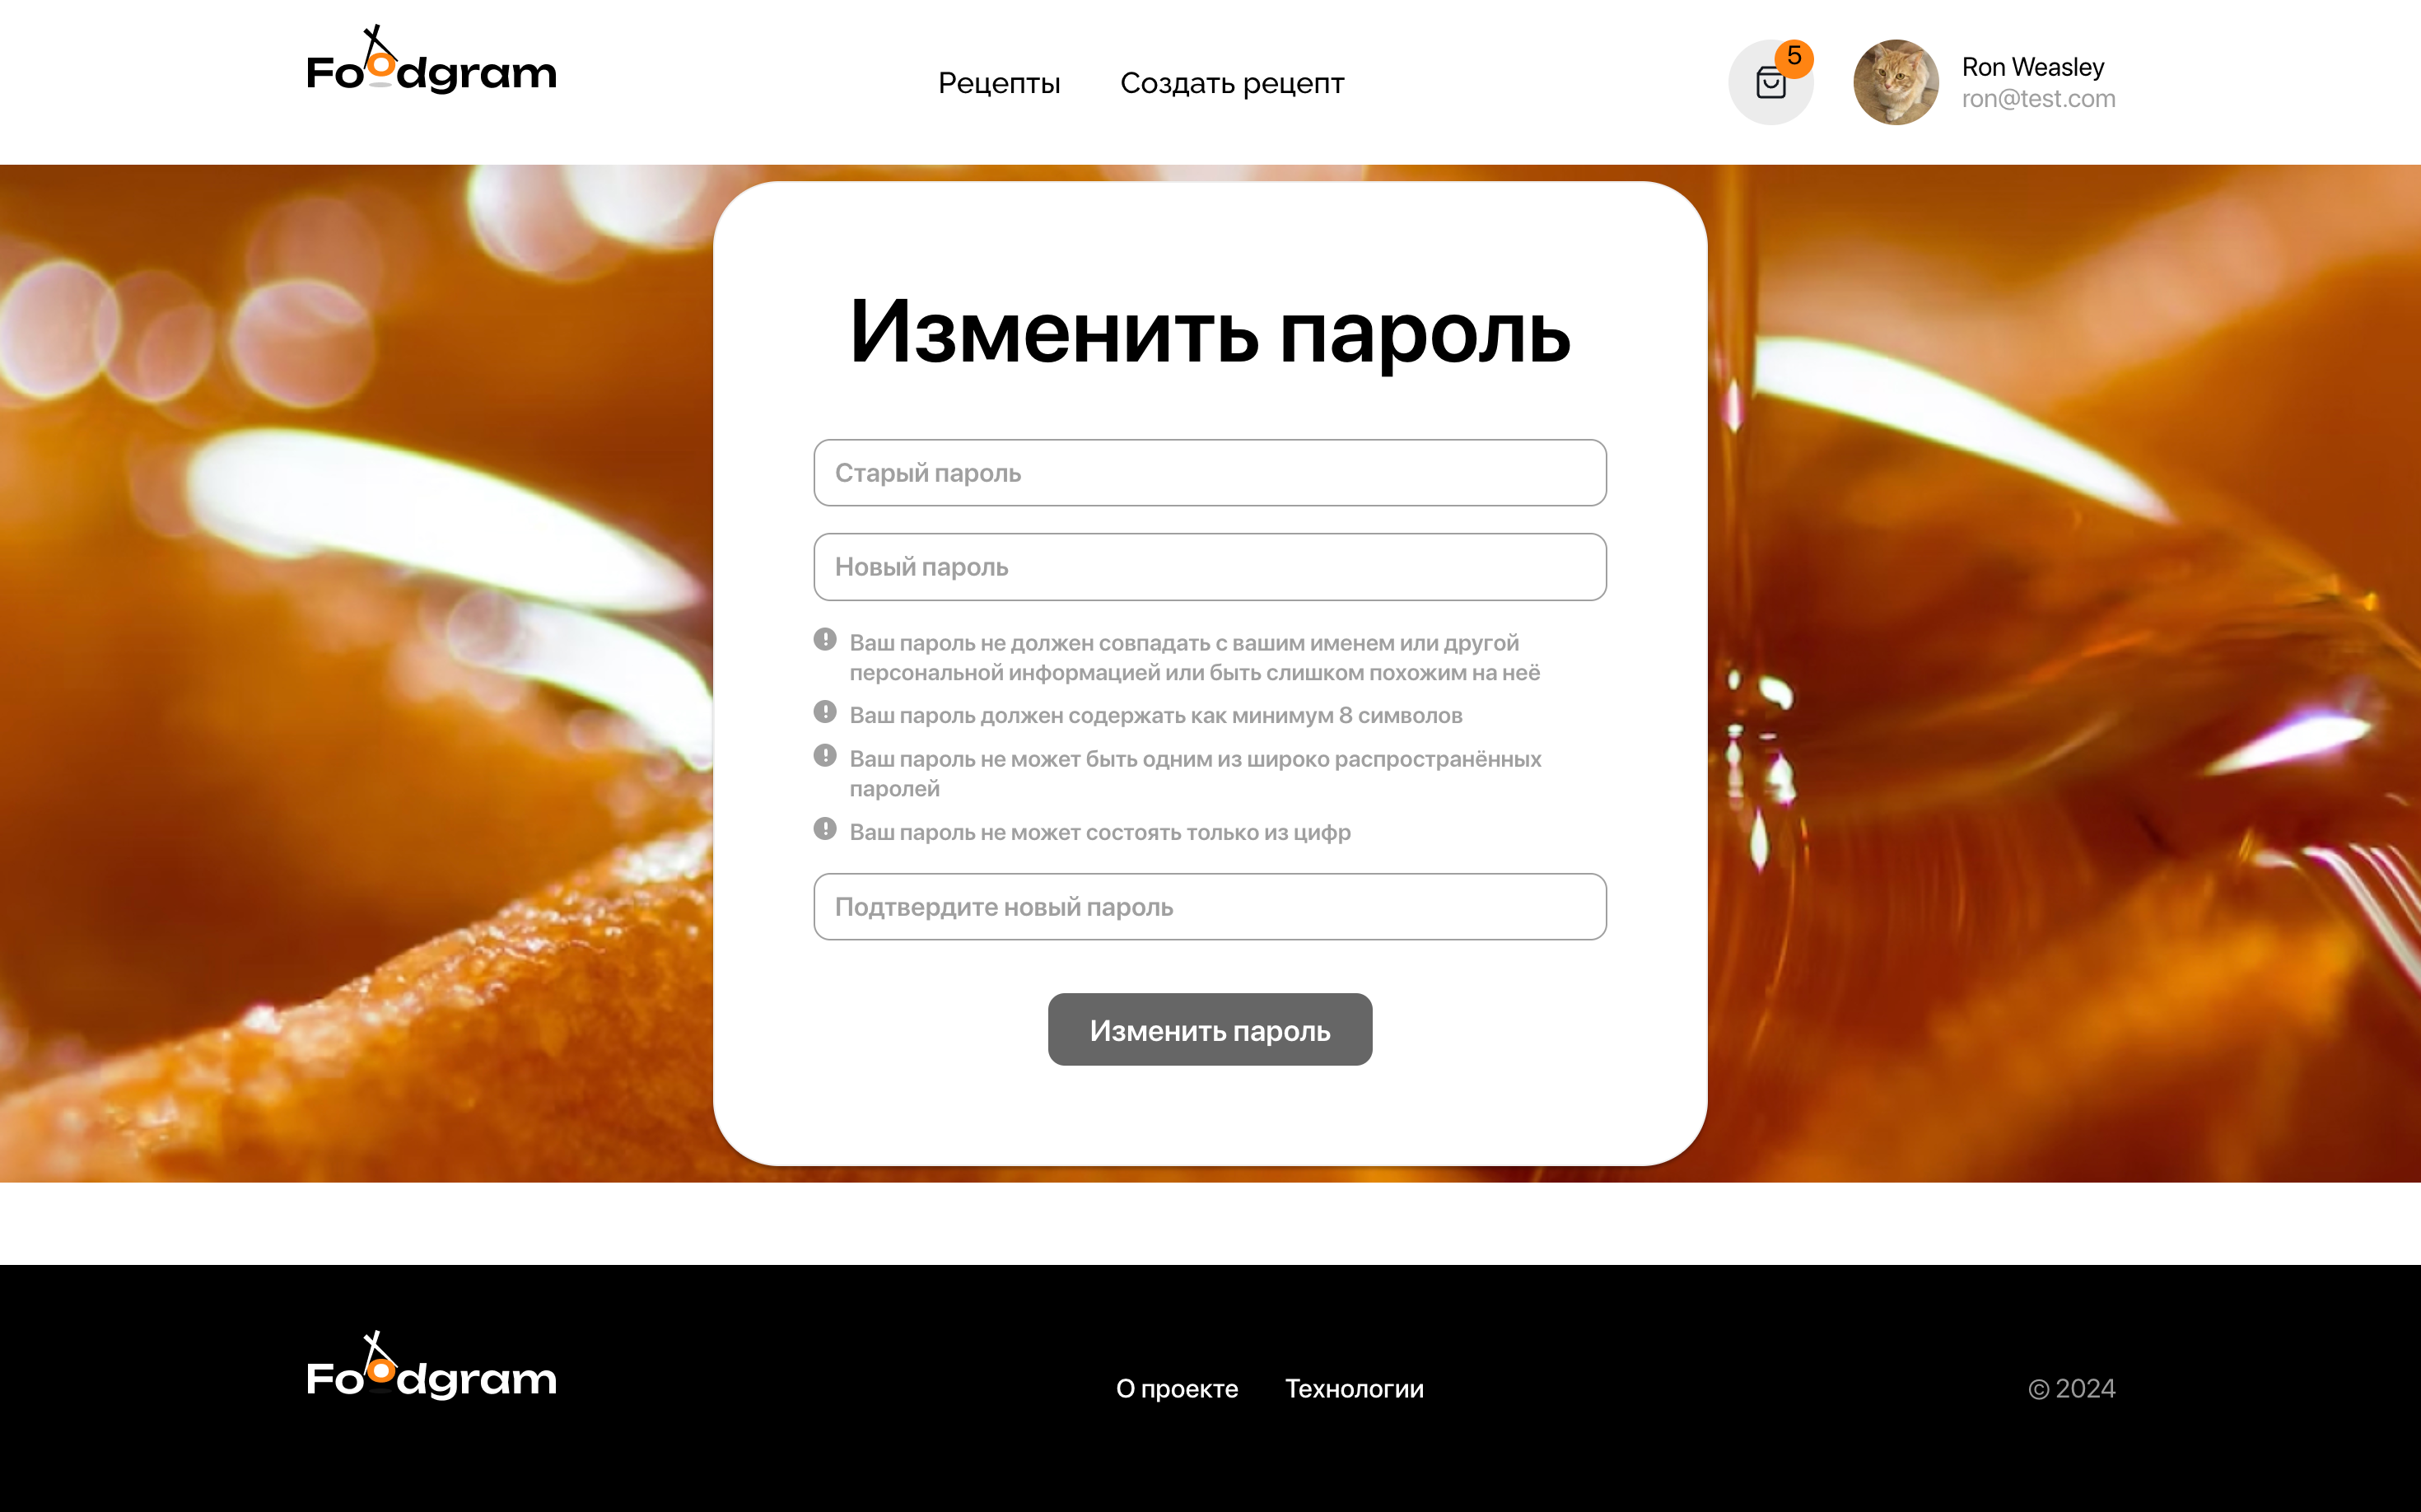 Foodgram
Рецепты
Создать рецепт
5
Ron Weasley
ron@test.com
Изменить пароль
Старый пароль
Новый пароль
Ваш пароль не должен совпадать с вашим именем или другой
персональной информацией или быть слишком похожим на неё
Ваш пароль должен содержать как минимум 8 символов
Ваш пароль не может быть одним из широко распространённых
паролей
Ваш пароль не может состоять только из цифр
Подтвердите новый пароль
Изменить пароль
Foodgram
О проекте
Технологии
© 2024